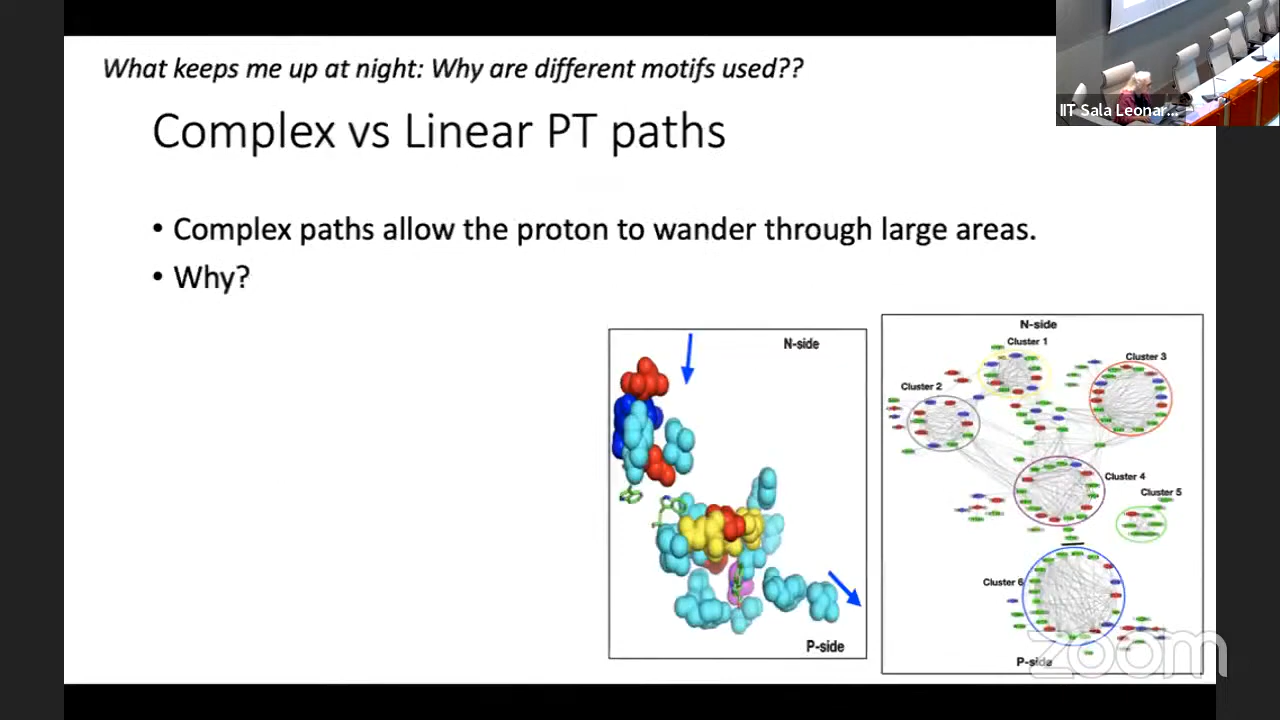 What keeps me up at night: Why are different motifs used??
IIT Sala Leonar...
Complex vs Linear PT paths
• Complex paths allow the proton to wander through large areas.
• Why?
N-side
P-side
N-side
Cluster 1
Cluster 3
Cluster 2
Cluster 4
Cluster 5
Cluster 6
P-side
zoom